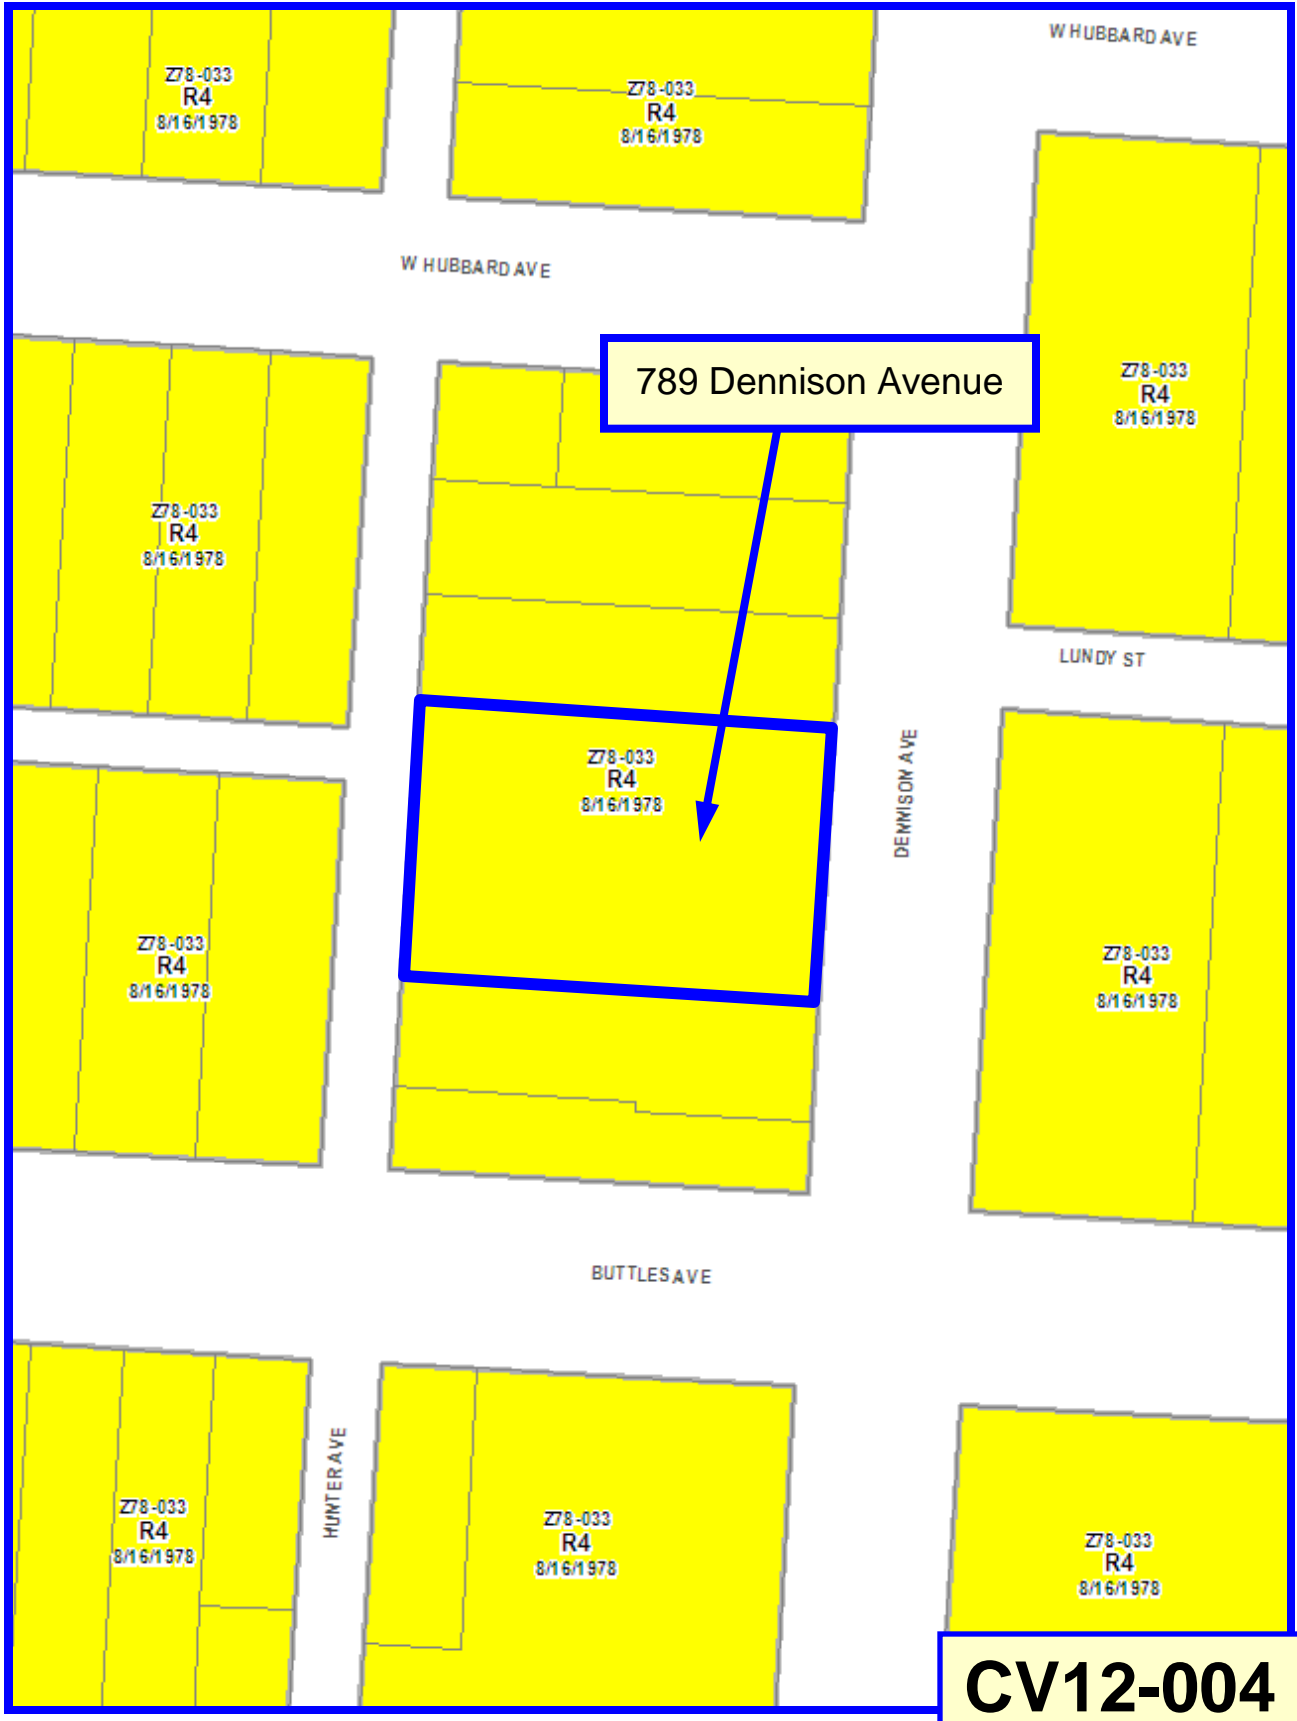 W HUBBARD AVE
Z78-033
R4
8/16/1978
Z78-033
R4
8/16/1978
W HUBBARD AVE
789 Dennison Avenue
Z78-033
R4
8/16/1978
Z78-033
R4
8/16/1978
LUNDY ST
Z78-033
R4
8/16/1978
DENNISON AVE
Z78-033
R4
8/16/1978
Z78-033
R4
8/16/1978
BUTTLES AVE
HUNTER AVE
Z78-033
R4
8/16/1978
Z78-033
R4
8/16/1978
Z78-033
R4
8/16/1978
CV12-004